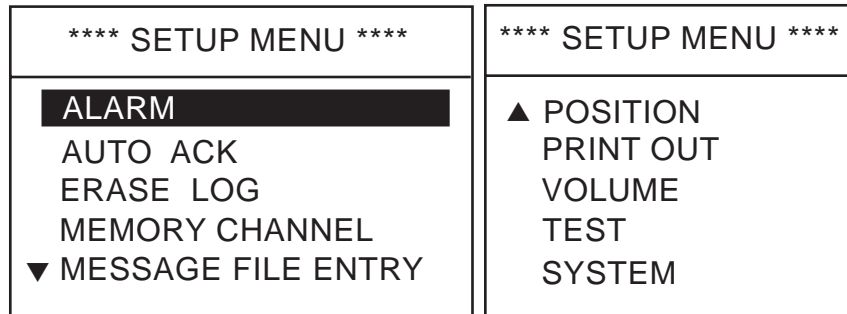 **** SETUP MENU ****
ALARM
AUTO ACK
ERASE LOG
MEMORY CHANNEL
▼ MESSAGE FILE ENTRY
**** SETUP MENU ****
▲ POSITION
PRINT OUT
VOLUME
TEST
SYSTEM